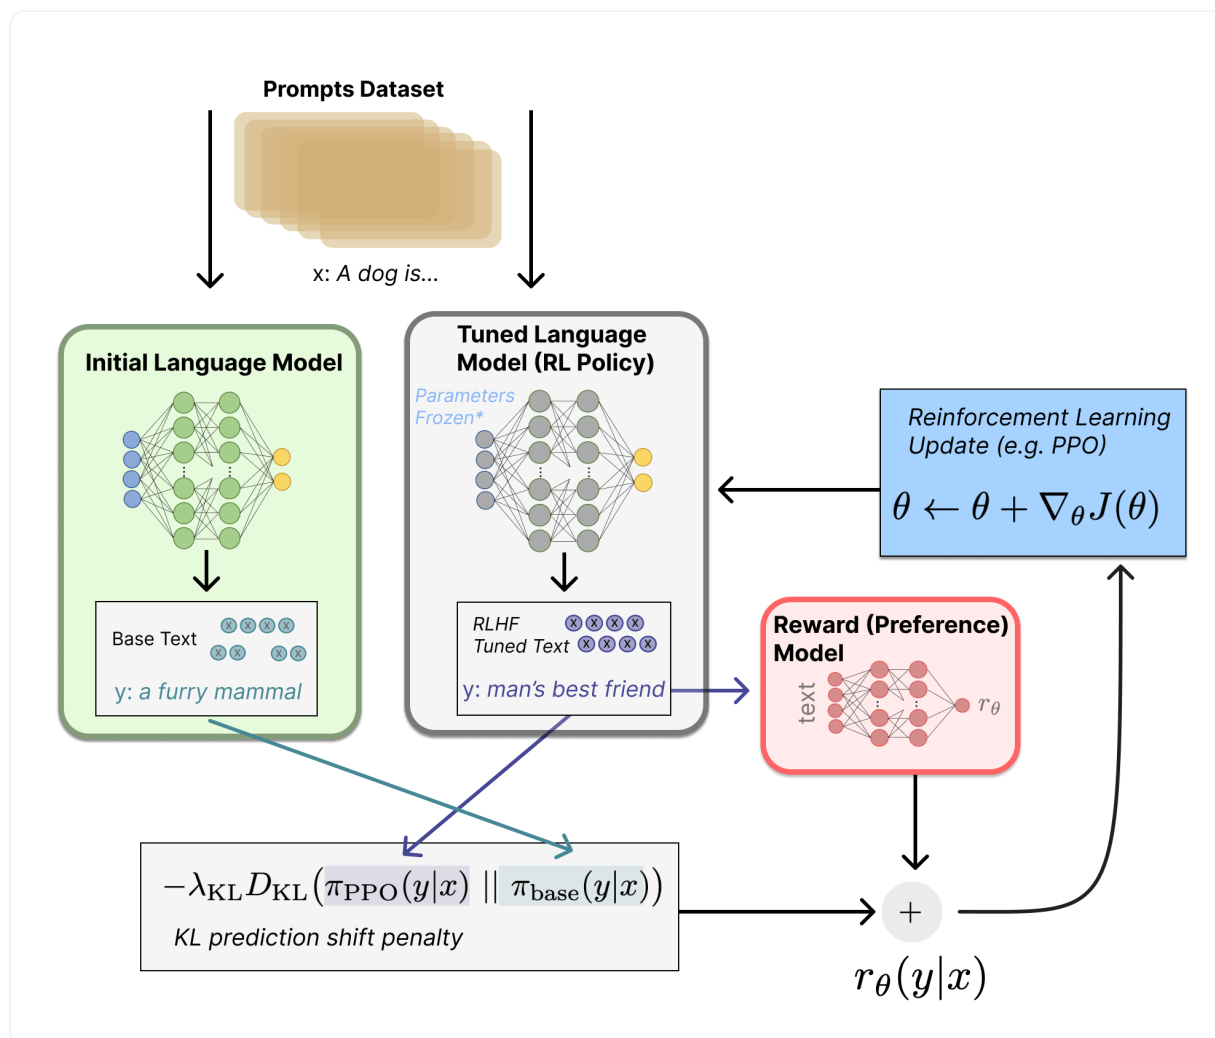 Prompts Dataset
x: A dog is...
Initial Language Model
Base Text
x x x x
x x x x
y: a furry mammal
Tuned Language
Model (RL Policy)
Parameters
Frozen*
RLHF
Tuned Text
x x x x
x x x x
y: man's best friend
Reinforcement Learning
Update (e.g. PPO)
θ ← θ + ∇θJ(θ)
Reward (Preference)
Model
text
rθ
−λKL DKL(πPPO(y|x) || πbase(y|x))
KL prediction shift penalty
+
rθ(y|x)